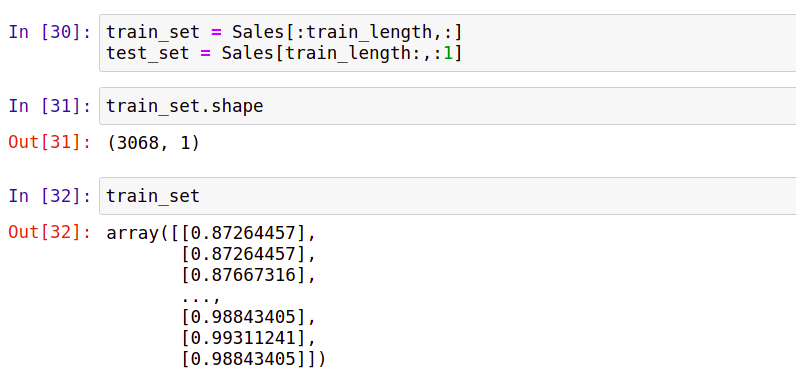 In [30]: train_set = Sales[:train_length,:]
test_set = Sales[train_length:,:1]
In [31]: train_set.shape
Out[31]: (3068, 1)
In [32]: train_set
Out[32]: array([[0.87264457],
[0.87264457],
[0.87667316],
...,
[0.98843405],
[0.99311241],
[0.98843405]])